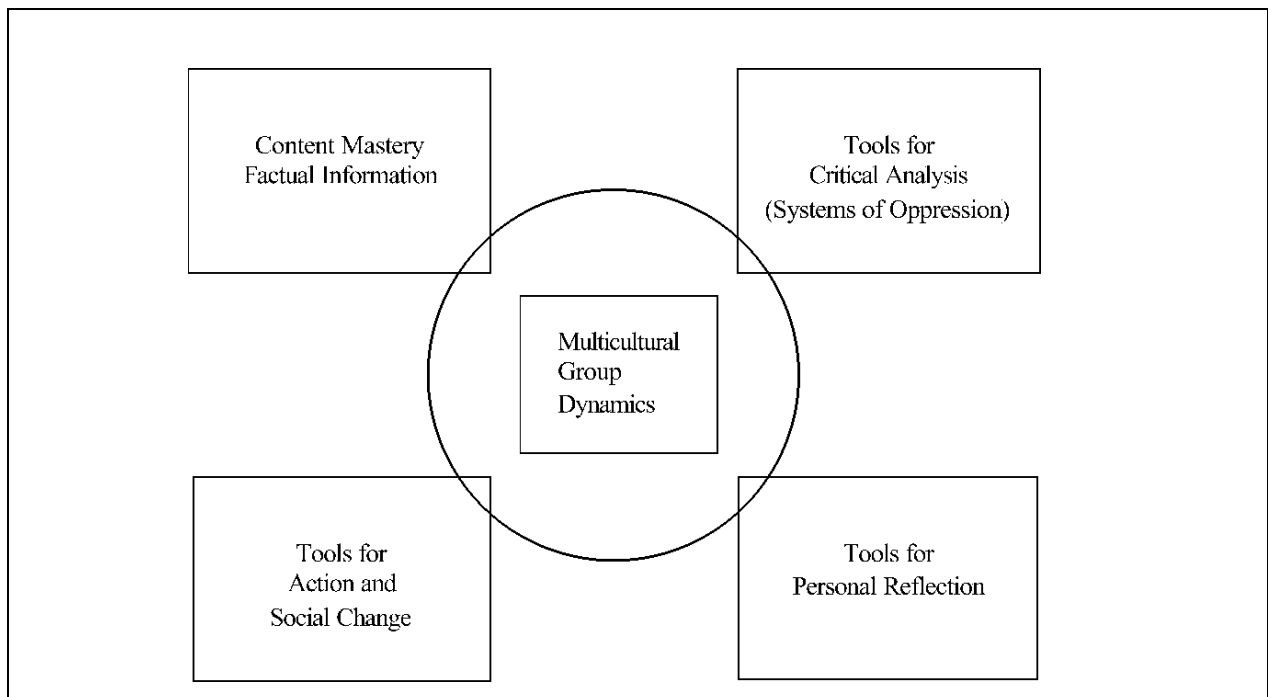 Content Mastery
Factual Information
Tools for
Critical Analysis
(Systems of Oppression)
Multicultural
Group
Dynamics
Tools for
Action and
Social Change
Tools for
Personal Reflection